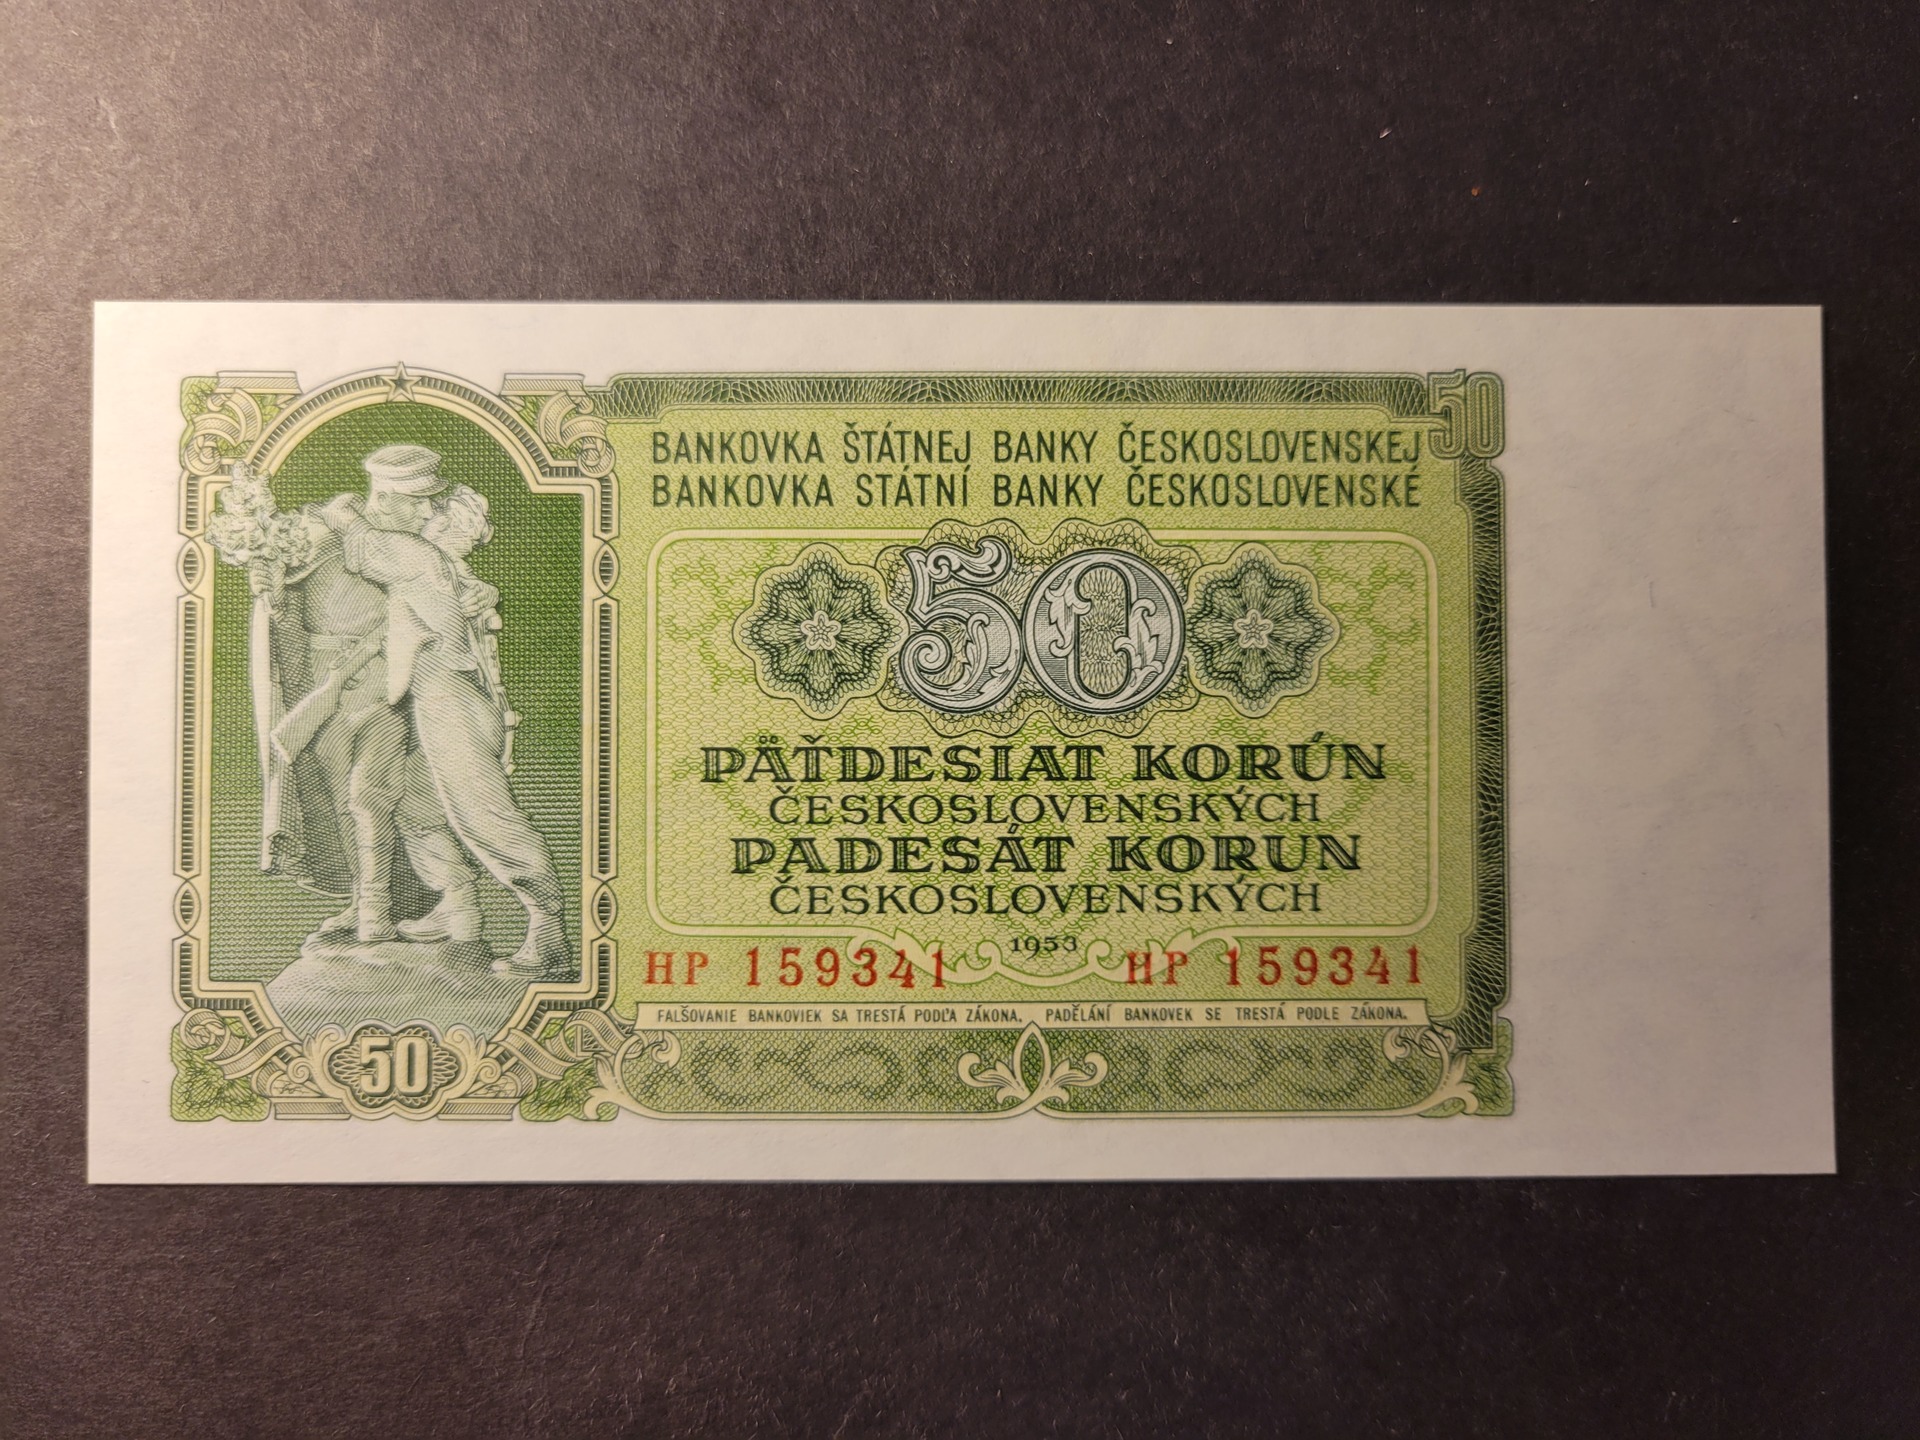 50
BANKOVKA ŠTÁTNEJ BANKY ČESKOSLOVENSKEJ
BANKOVKA STÁTNÍ BANKY ČESKOSLOVENSKÉ
50
PÄŤDESIAT KORÚN
ČESKOSLOVENSKÝCH
PADESÁT KORUN
ČESKOSLOVENSKÝCH
1953
HP 159341 HP 159341
FALŠOVANIE BANKOVIEK SA TRESTÁ PODĽA ZÁKONA. PADĚLÁNÍ BANKOVEK SE TRESTÁ PODLE ZÁKONA.
50